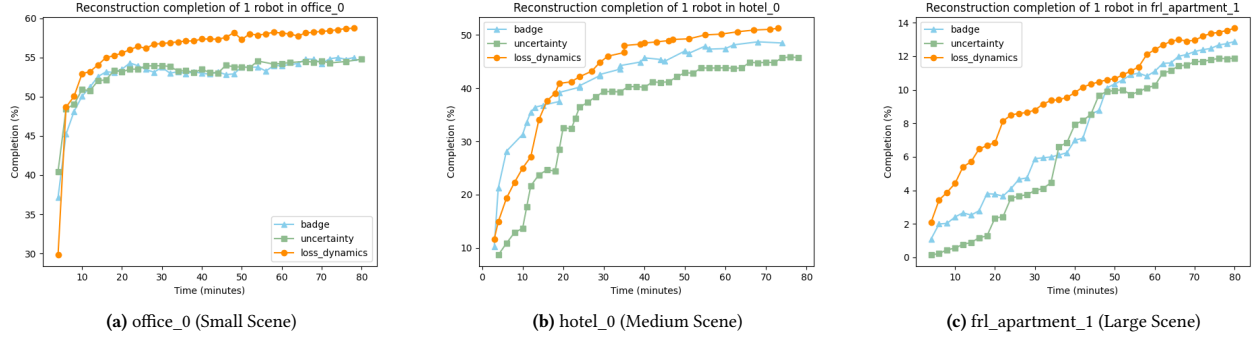 Reconstruction completion of 1 robot in office_0
60
55
50
45
40
35
30
Completion (%)
10
20
30
40
50
60
70
80
Time (minutes)
badge
uncertainty
loss_dynamics
(a) office_0 (Small Scene)
Reconstruction completion of 1 robot in hotel_0
50
40
30
20
10
Completion (%)
0
10
20
30
40
50
60
70
80
Time (minutes)
badge
uncertainty
loss_dynamics
(b) hotel_0 (Medium Scene)
Reconstruction completion of 1 robot in frl_apartment_1
14
12
10
8
6
4
2
0
Completion (%)
10
20
30
40
50
60
70
80
Time (minutes)
badge
uncertainty
loss_dynamics
(c) frl_apartment_1 (Large Scene)